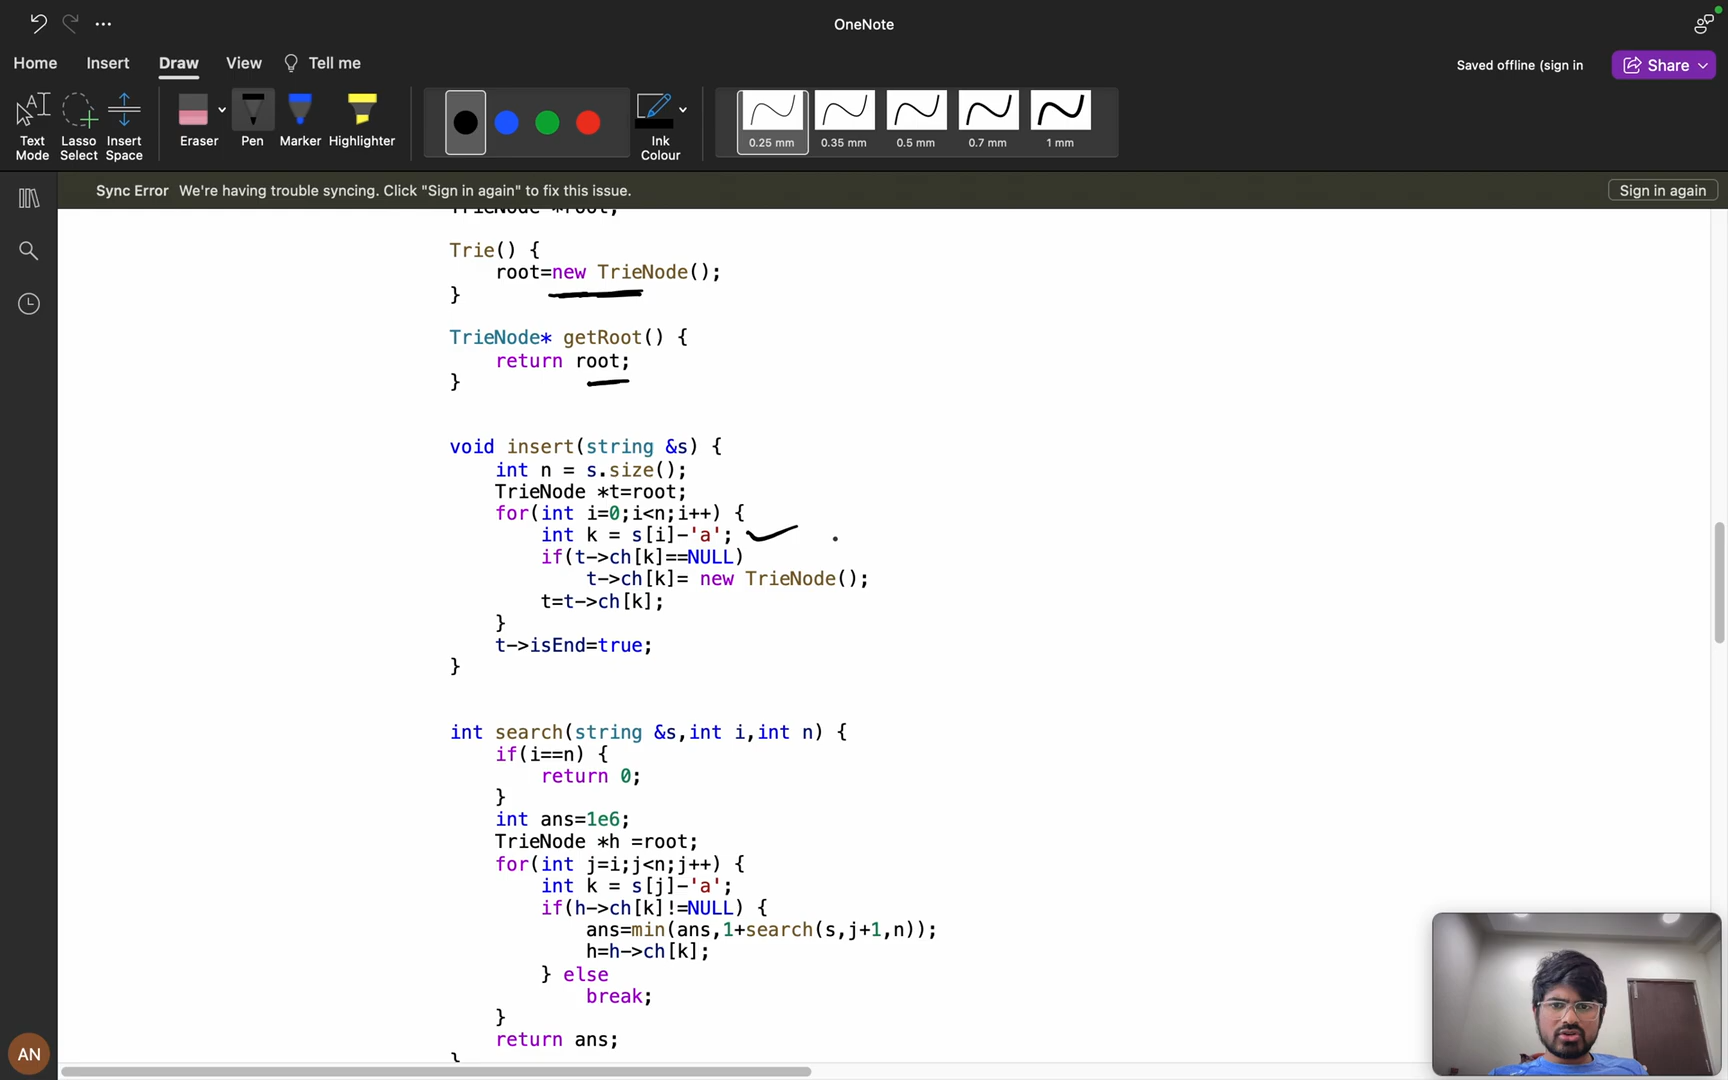 OneNote
Home Insert Draw View Tell me
Saved offline (sign in
Share
Text Mode
Lasso Select
Insert Space
Eraser
Pen
Marker
Highlighter
Ink Colour
0.25 mm
0.35 mm
0.5 mm
0.7 mm
1 mm
Sync Error We're having trouble syncing. Click "Sign in again" to fix this issue.
Sign in again
TrieNode *root;
Trie() {
root=new TrieNode();
}
TrieNode* getRoot() {
return root;
}
void insert(string &s) {
int n = s.size();
TrieNode *t=root;
for(int i=0;i<n;i++) {
int k = s[i]-'a';
if(t->ch[k]==NULL)
t->ch[k]= new TrieNode();
t=t->ch[k];
}
t->isEnd=true;
}
int search(string &s,int i,int n) {
if(i==n) {
return 0;
}
int ans=1e6;
TrieNode *h =root;
for(int j=i;j<n;j++) {
int k = s[j]-'a';
if(h->ch[k]!=NULL) {
ans=min(ans,1+search(s,j+1,n));
h=h->ch[k];
} else
break;
}
return ans;
}
AN